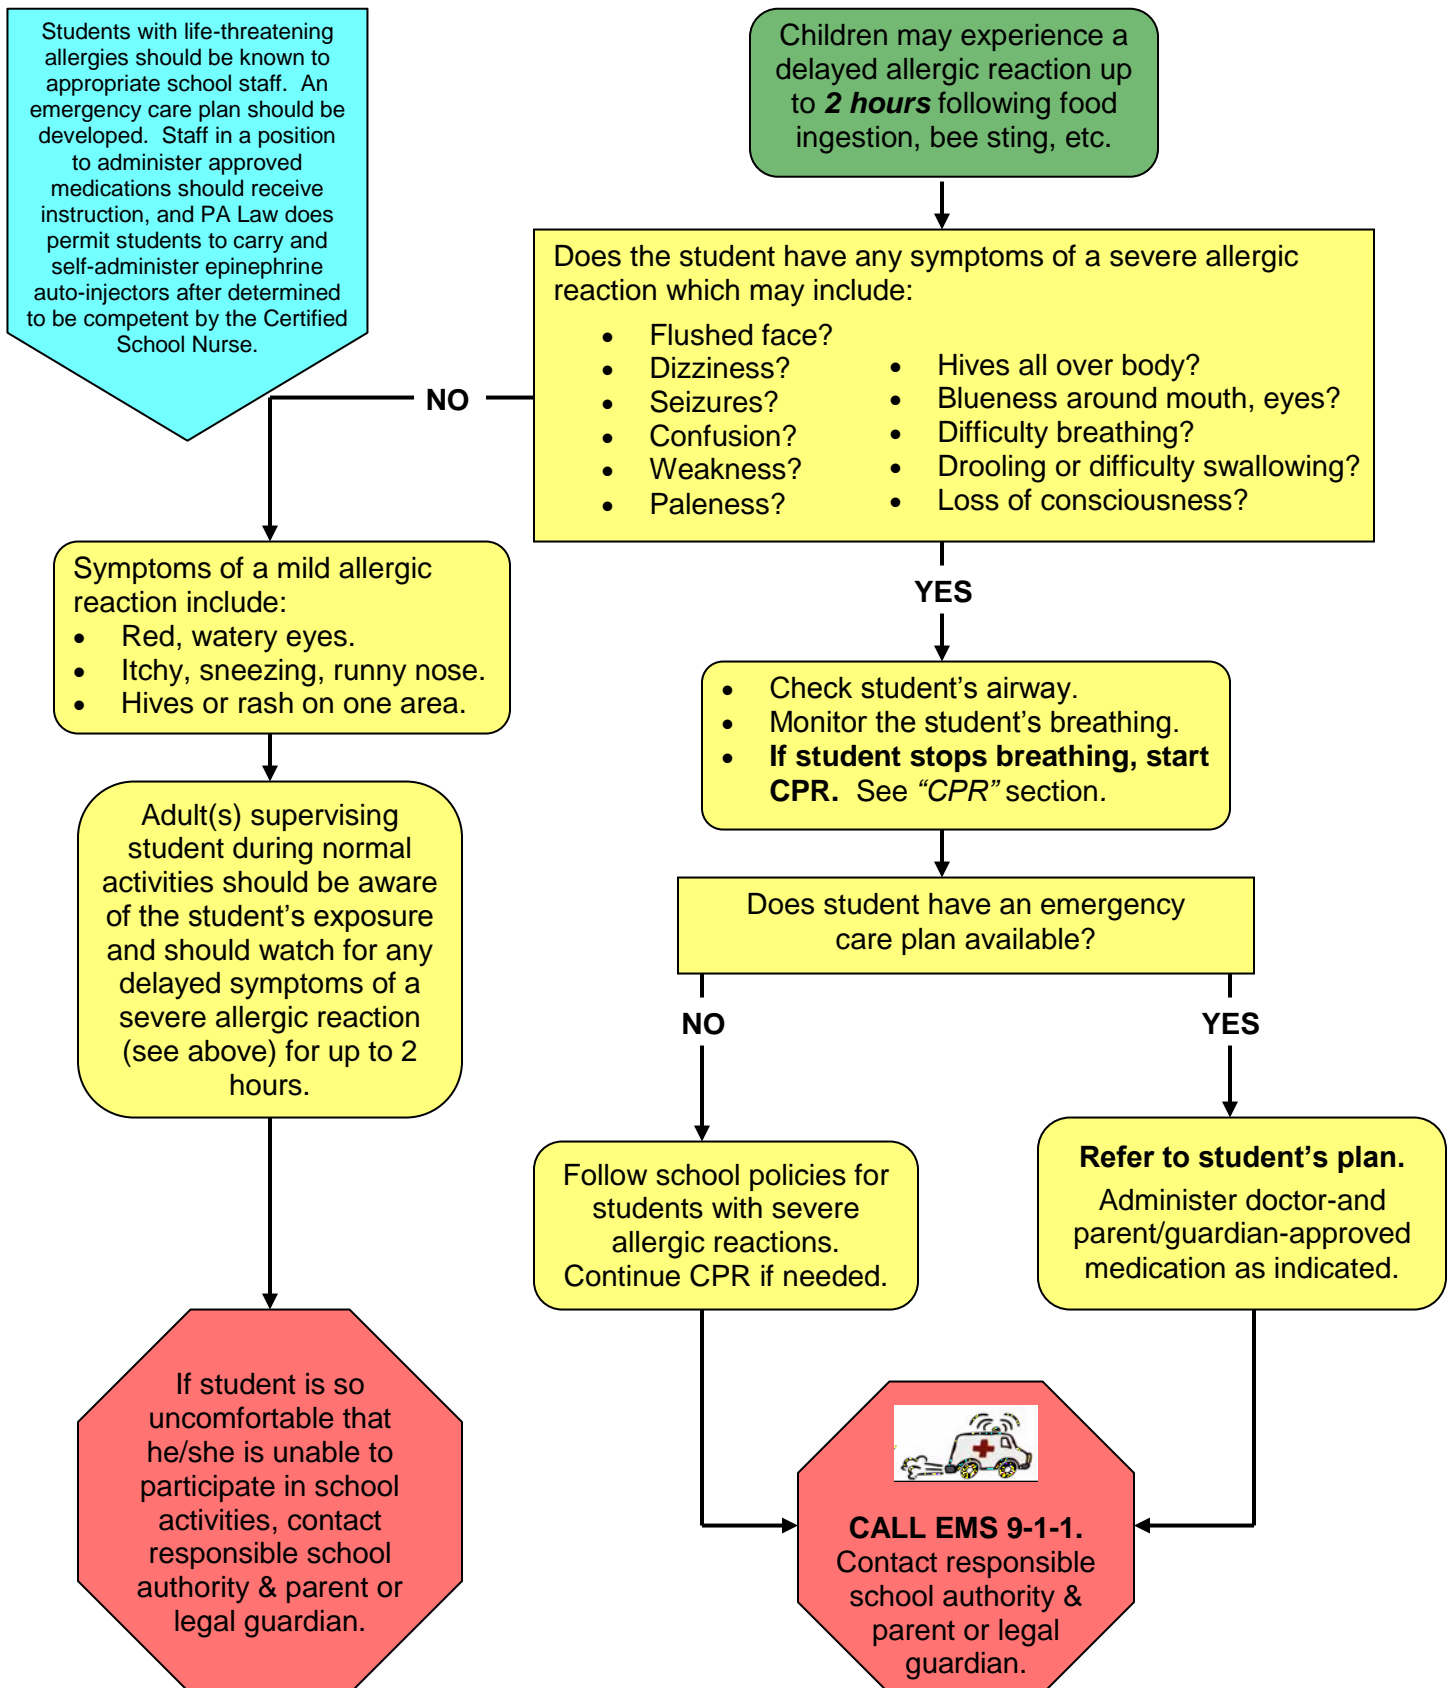 Students with life-threatening
allergies should be known to
appropriate school staff.  An
emergency care plan should be
developed.  Staff in a position
to administer approved
medications should receive
instruction, and PA Law does
permit students to carry and
self-administer epinephrine
auto-injectors after determined
to be competent by the Certified
School Nurse.
Children may experience a
delayed allergic reaction up
to 2 hours following food
ingestion, bee sting, etc.
Does the student have any symptoms of a severe allergic
reaction which may include:
• Flushed face?
• Dizziness?
• Seizures?
• Confusion?
• Weakness?
• Paleness?
• Hives all over body?
• Blueness around mouth, eyes?
• Difficulty breathing?
• Drooling or difficulty swallowing?
• Loss of consciousness?
NO
Symptoms of a mild allergic
reaction include:
• Red, watery eyes.
• Itchy, sneezing, runny nose.
• Hives or rash on one area.
Adult(s) supervising
student during normal
activities should be aware
of the student’s exposure
and should watch for any
delayed symptoms of a
severe allergic reaction
(see above) for up to 2
hours.
If student is so
uncomfortable that
he/she is unable to
participate in school
activities, contact
responsible school
authority & parent or
legal guardian.
YES
• Check student’s airway.
• Monitor the student’s breathing.
• If student stops breathing, start
CPR.  See “CPR” section.
Does student have an emergency
care plan available?
NO
Follow school policies for
students with severe
allergic reactions.
Continue CPR if needed.
YES
Refer to student’s plan.
Administer doctor-and
parent/guardian-approved
medication as indicated.
CALL EMS 9-1-1.
Contact responsible
school authority &
parent or legal
guardian.